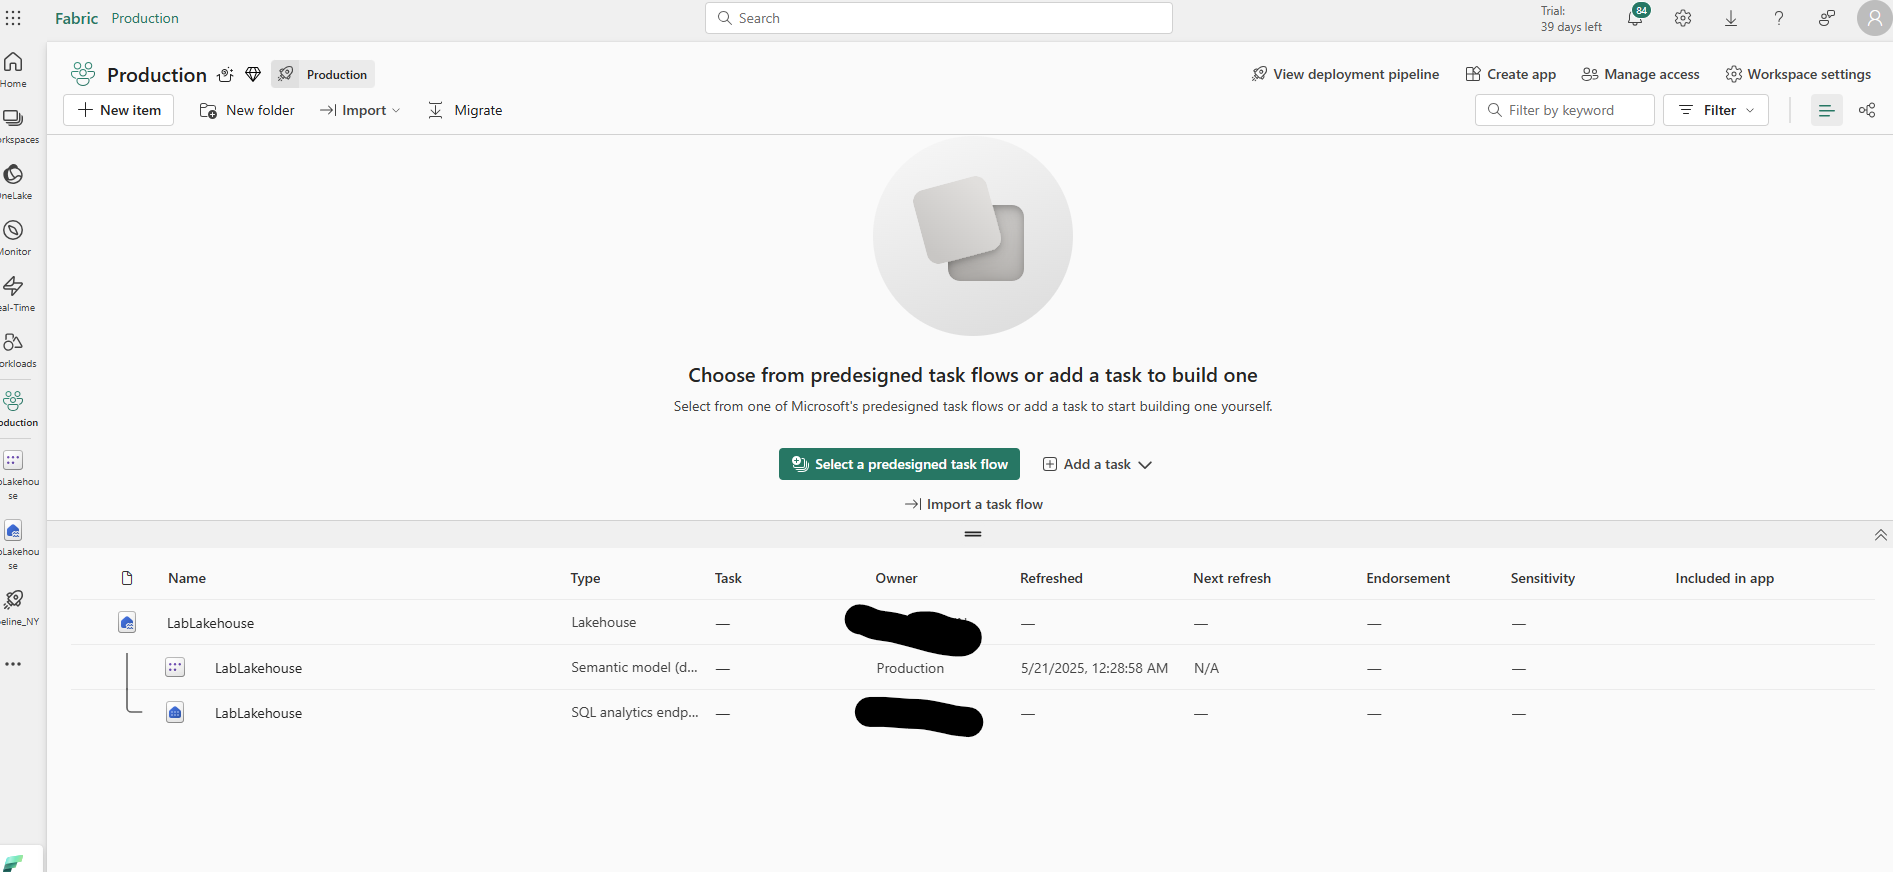 Fabric Production
Search
Trial:
39 days left
84
Production
Production
View deployment pipeline
Create app
Manage access
Workspace settings
New item
New folder
Import
Migrate
Filter by keyword
Filter
Home
rkspaces
neLake
Monitor
eal-Time
orkloads
oduction
bLakehou
se
bLakehou
se
eline_NY
Choose from predesigned task flows or add a task to build one
Select from one of Microsoft's predesigned task flows or add a task to start building one yourself.
Select a predesigned task flow
Add a task
Import a task flow
Name Type Task Owner Refreshed Next refresh Endorsement Sensitivity Included in app
LabLakehouse Lakehouse — — — — —
LabLakehouse Semantic model (d... — Production 5/21/2025, 12:28:58 AM N/A — —
LabLakehouse SQL analytics endp... — — — — —